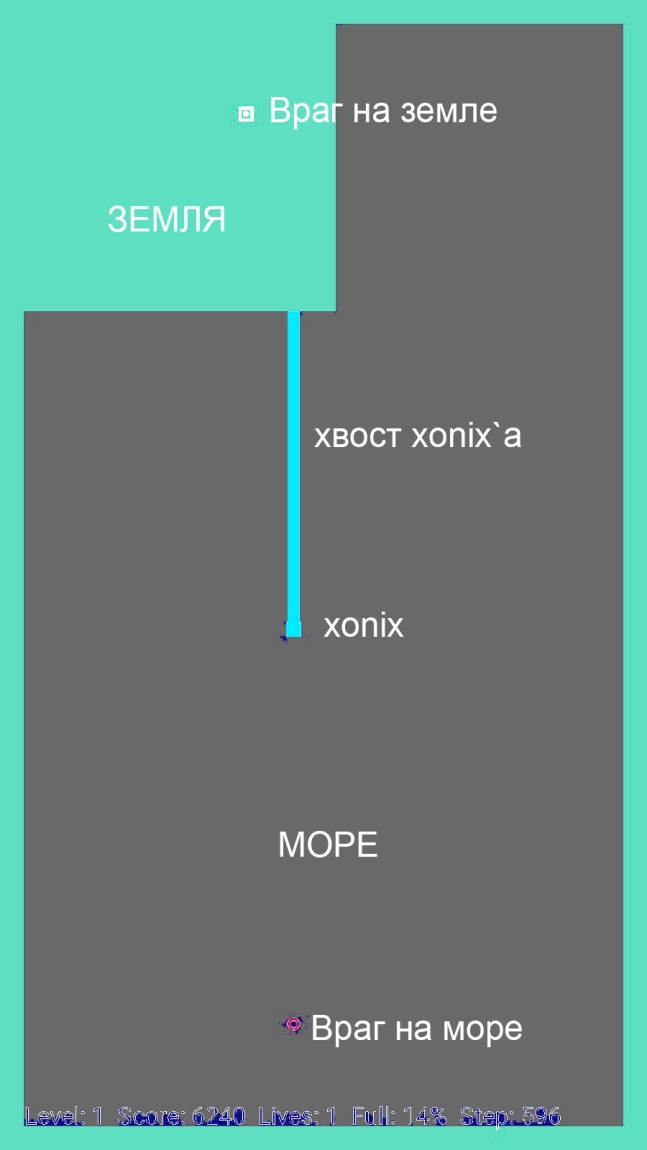 Враг на земле
ЗЕМЛЯ
хвост xonix`а
xonix
МОРЕ
Враг на море
Level: 1 Score: 6240 Lives: 1 Full: 14% Step: 596